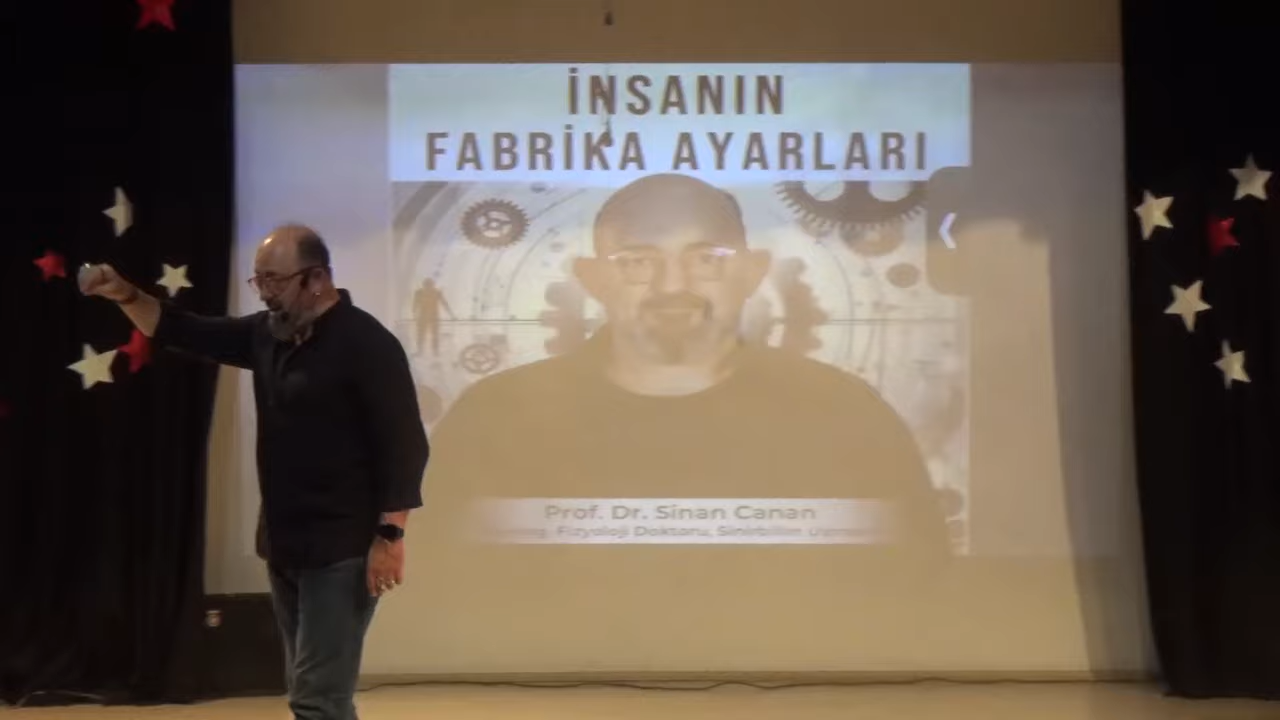 İNSANIN
FABRİKA AYARLARI
Prof. Dr. Sinan Canan
Fizyoloji Doktoru, Sinirbilim